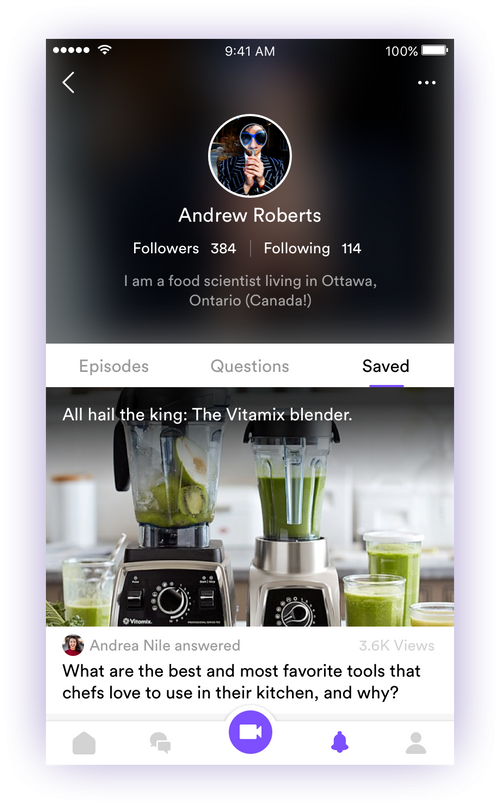 9:41 AM 100%
Andrew Roberts
Followers 384 Following 114
I am a food scientist living in Ottawa,
Ontario (Canada!)
Episodes Questions Saved
All hail the king: The Vitamix blender.
Vitamix
Andrea Nile answered 3.6K Views
What are the best and most favorite tools that
chefs love to use in their kitchen, and why?